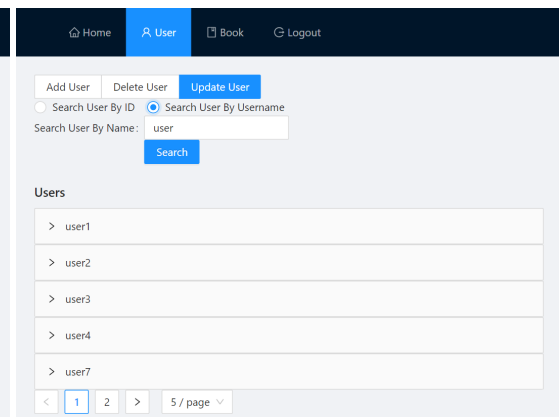 Home User Book Logout
Add User Delete User Update User
Search User By ID Search User By Username
Search User By Name: user
Search
Users
user1
user2
user3
user4
user7
< 1 2 > 5 / page